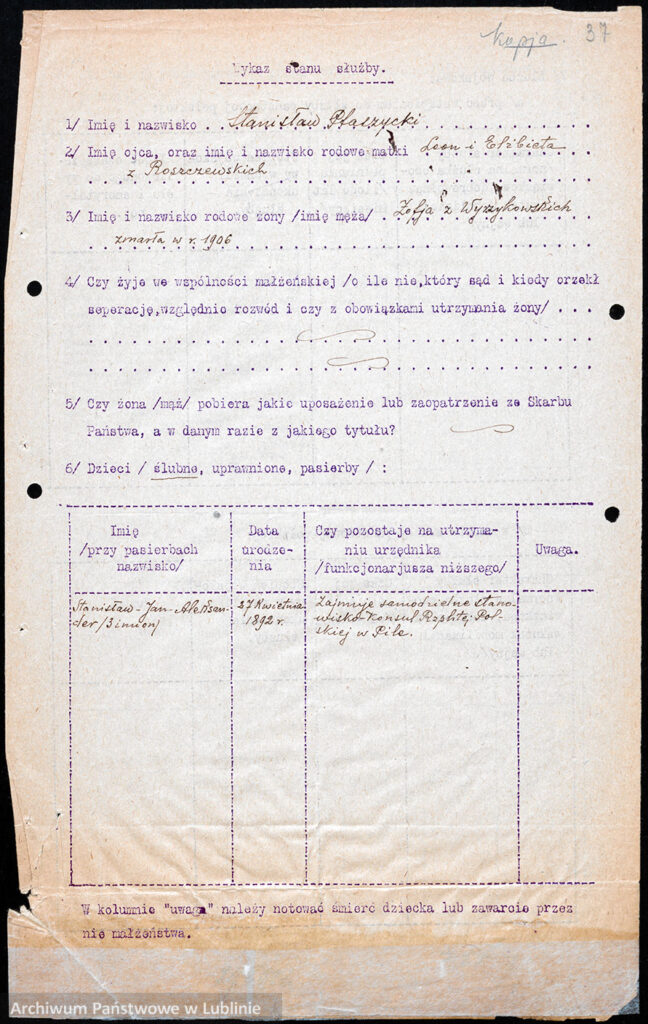 kopja. 37
Wykaz stanu służby.
1/ Imię i nazwisko . . Stanisław Ptaszycki
2/ Imię ojca, oraz imię i nazwisko rodowe matki Leon i Elżbieta
z Roszczewskich
3/ Imię i nazwisko rodowe żony /imię męża/ . Zofja z Wyrzykowskich
zmarła w r. 1906
4/ Czy żyje we wspólności małżeńskiej /o ile nie,który sąd i kiedy orzekł
seperację,względnie rozwód i czy z obowiązkami utrzymania żony/ . . .
5/ Czy żona /mąż/ pobiera jakie uposażenie lub zaopatrzenie ze Skarbu
Państwa, a w danym razie z jakiego tytułu?
6/ Dzieci / ślubne, uprawnione, pasierby / :
Imię
/przy pasierbach
nazwisko/
Data
urodze-
nia
Czy pozostaje na utrzyma-
niu urzędnika
/funkcjonarjusza niższego/
Uwaga.
Stanisław-Jan-Aleksan-
der /3 imion/
27 Kwietnia
1892 r.
Zajmuje samodzielne stano-
wisko-Konsul Rzplitej Pol-
skiej w Pile.
W kolumnie "uwaga" należy notować śmierć dziecka lub zawarcie przez
nie małżeństwa.
Archiwum Państwowe w Lublinie